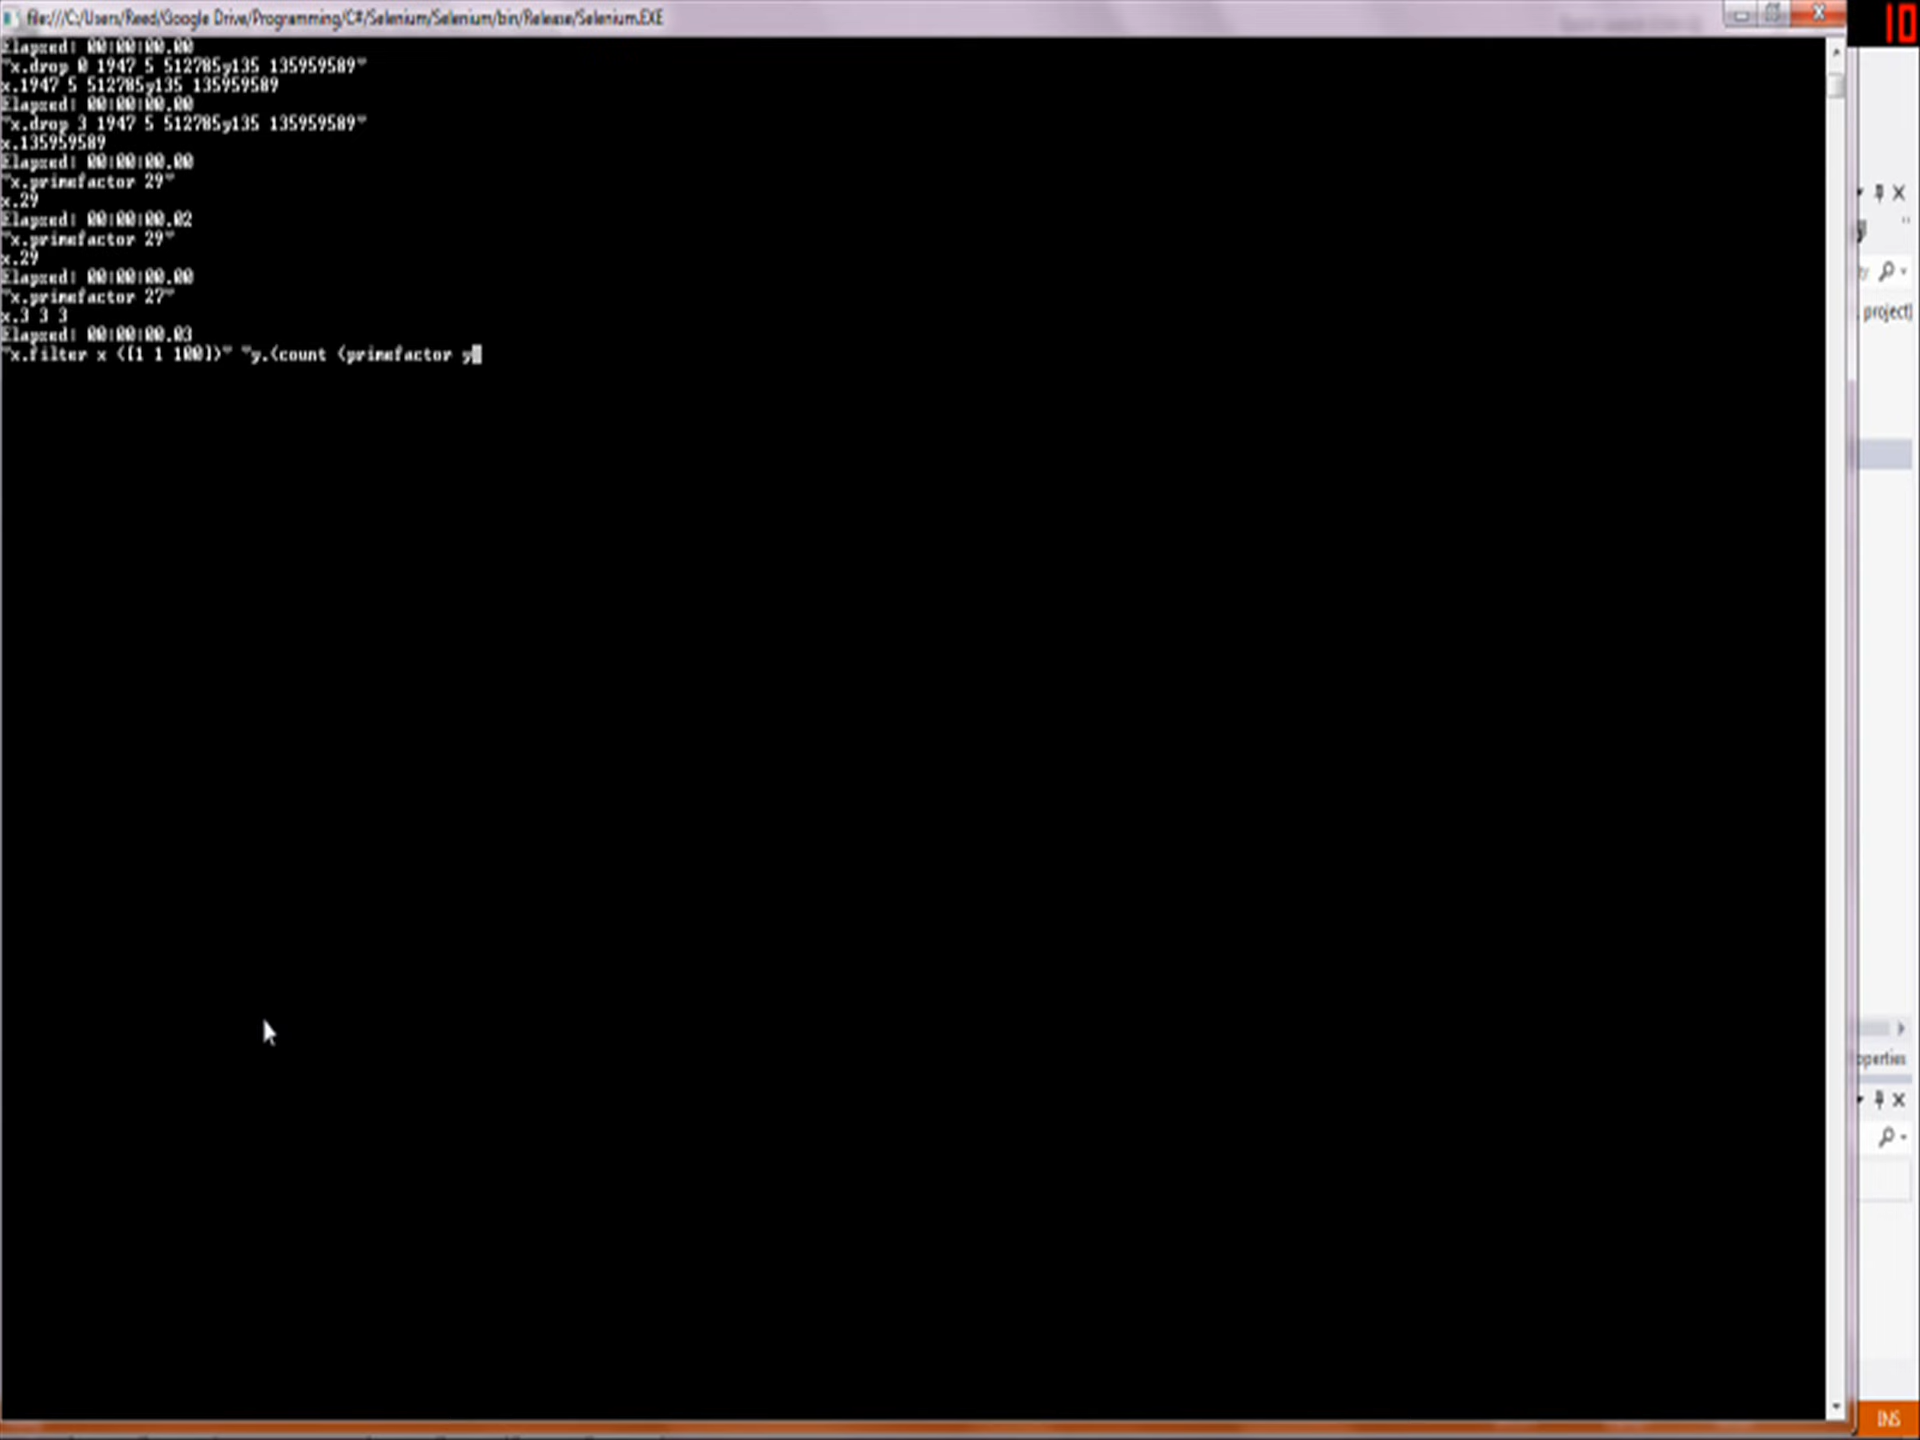 file:///C:/Users/Reed/Google Drive/Programming/C#/Selenium/Selenium/bin/Release/Selenium.EXE
10
Elapsed: 00:00:00.00
"x.drop 0 1947 5 512785y135 135959589"
x.1947 5 512785y135 135959589
Elapsed: 00:00:00.00
"x.drop 3 1947 5 512785y135 135959589"
x.135959589
Elapsed: 00:00:00.00
"x.primefactor 29"
x.29
Elapsed: 00:00:00.02
"x.primefactor 29"
x.29
Elapsed: 00:00:00.00
"x.primefactor 27"
x.3 3 3
Elapsed: 00:00:00.03
"x.filter x ([1 1 100])" "y.(count (primefactor y
project)
operties
INS